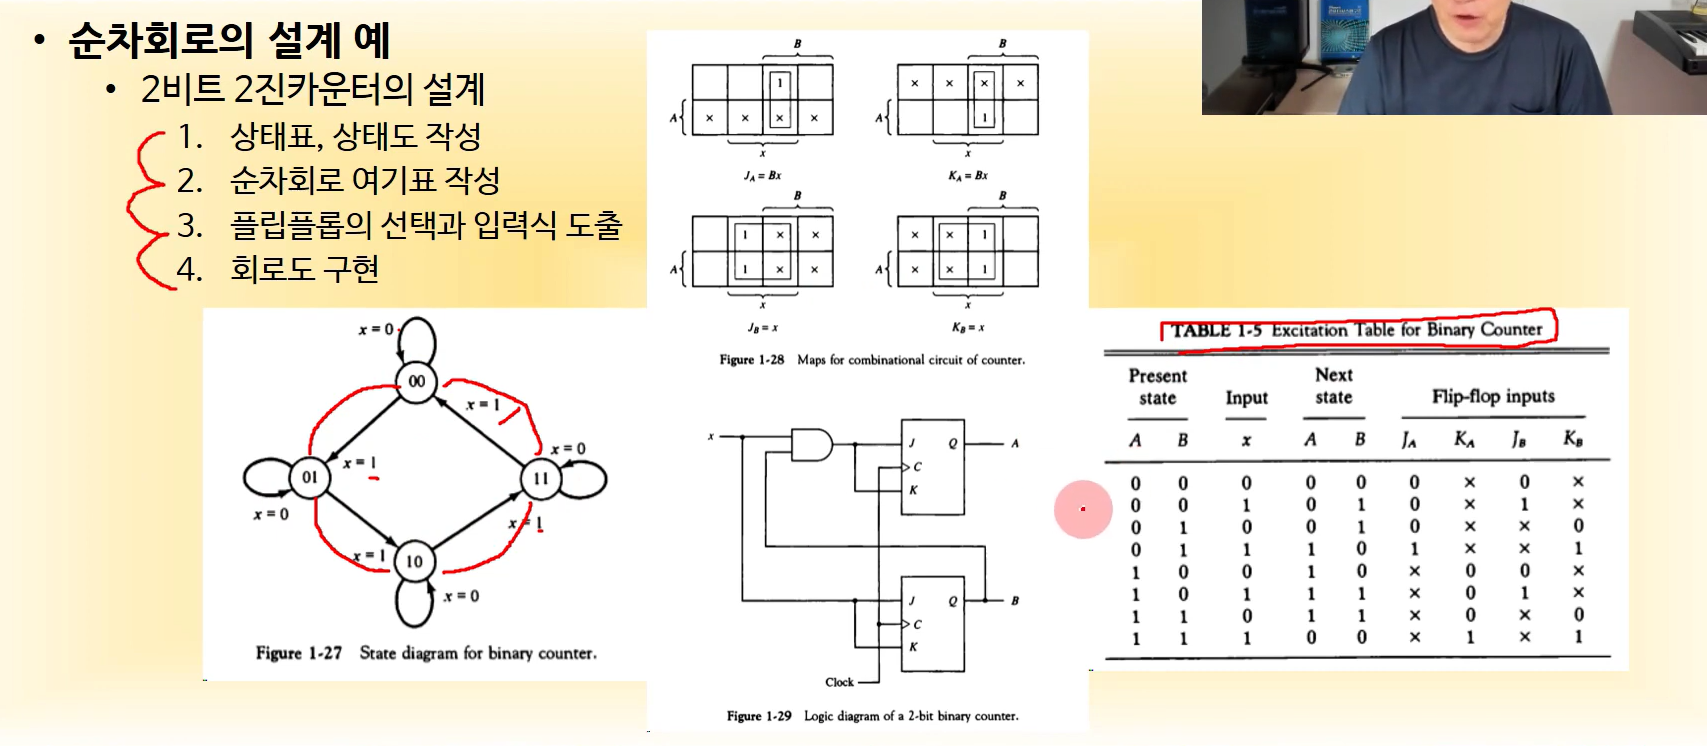 • 순차회로의 설계 예
• 2비트 2진카운터의 설계
1. 상태표, 상태도 작성
2. 순차회로 여기표 작성
3. 플립플롭의 선택과 입력식 도출
4. 회로도 구현
x = 0
00
x = 1
x = 0
01
x = 1
11
x = 0
x = 1
x = 1
10
x = 0
Figure 1-27 State diagram for binary counter.
B
1
A
× × × ×
x
J_A = Bx
B
× × × ×
A
1
x
K_A = Bx
B
1 × ×
A
1 × ×
x
J_B = x
B
× × 1
A
× × 1
x
K_B = x
Figure 1-28 Maps for combinational circuit of counter.
x
J Q A
C
K
J Q B
C
K
Clock
Figure 1-29 Logic diagram of a 2-bit binary counter.
TABLE 1-5 Excitation Table for Binary Counter
Present state Input Next state Flip-flop inputs
A B x A B J_A K_A J_B K_B
0 0 0 0 0 0 × 0 ×
0 0 1 0 1 0 × 1 ×
0 1 0 0 1 0 × × 0
0 1 1 1 0 1 × × 1
1 0 0 1 0 × 0 0 ×
1 0 1 1 1 × 0 1 ×
1 1 0 1 1 × 0 × 0
1 1 1 0 0 × 1 × 1